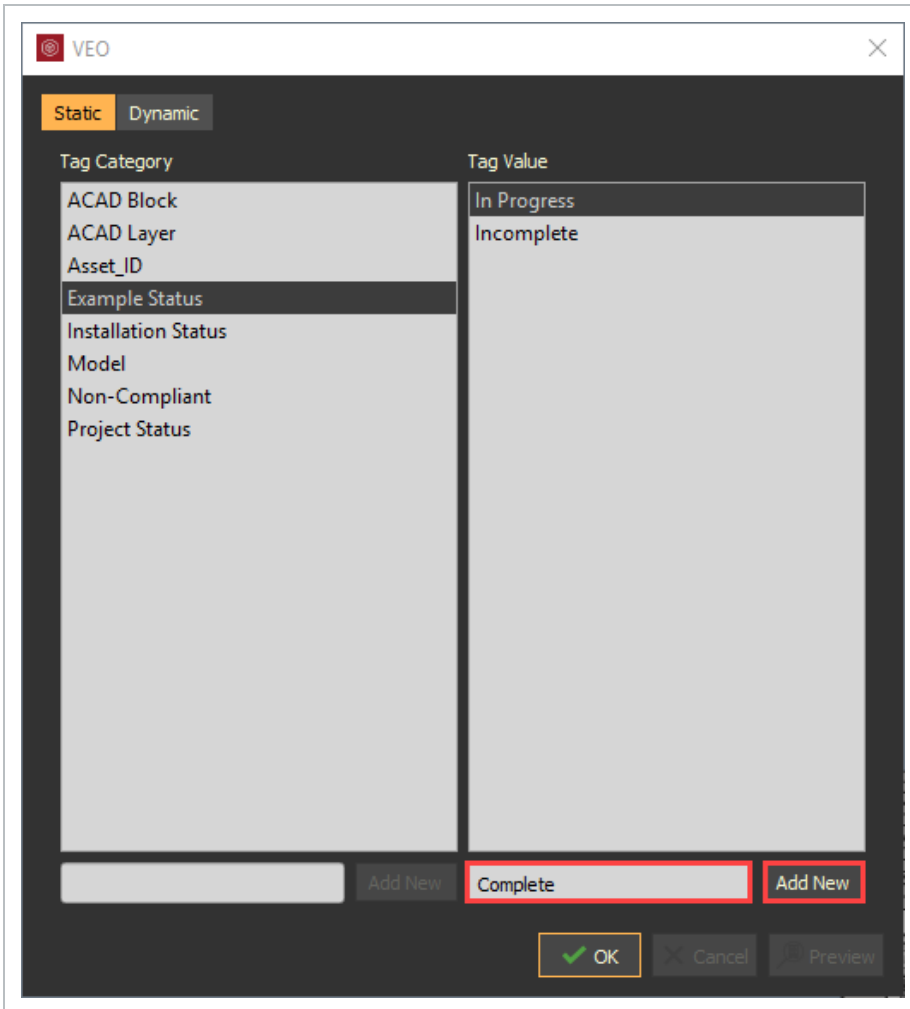 VEO
Static Dynamic
Tag Category
ACAD Block
ACAD Layer
Asset_ID
Example Status
Installation Status
Model
Non-Compliant
Project Status
Add New
Tag Value
In Progress
Incomplete
Complete Add New
OK Cancel Preview